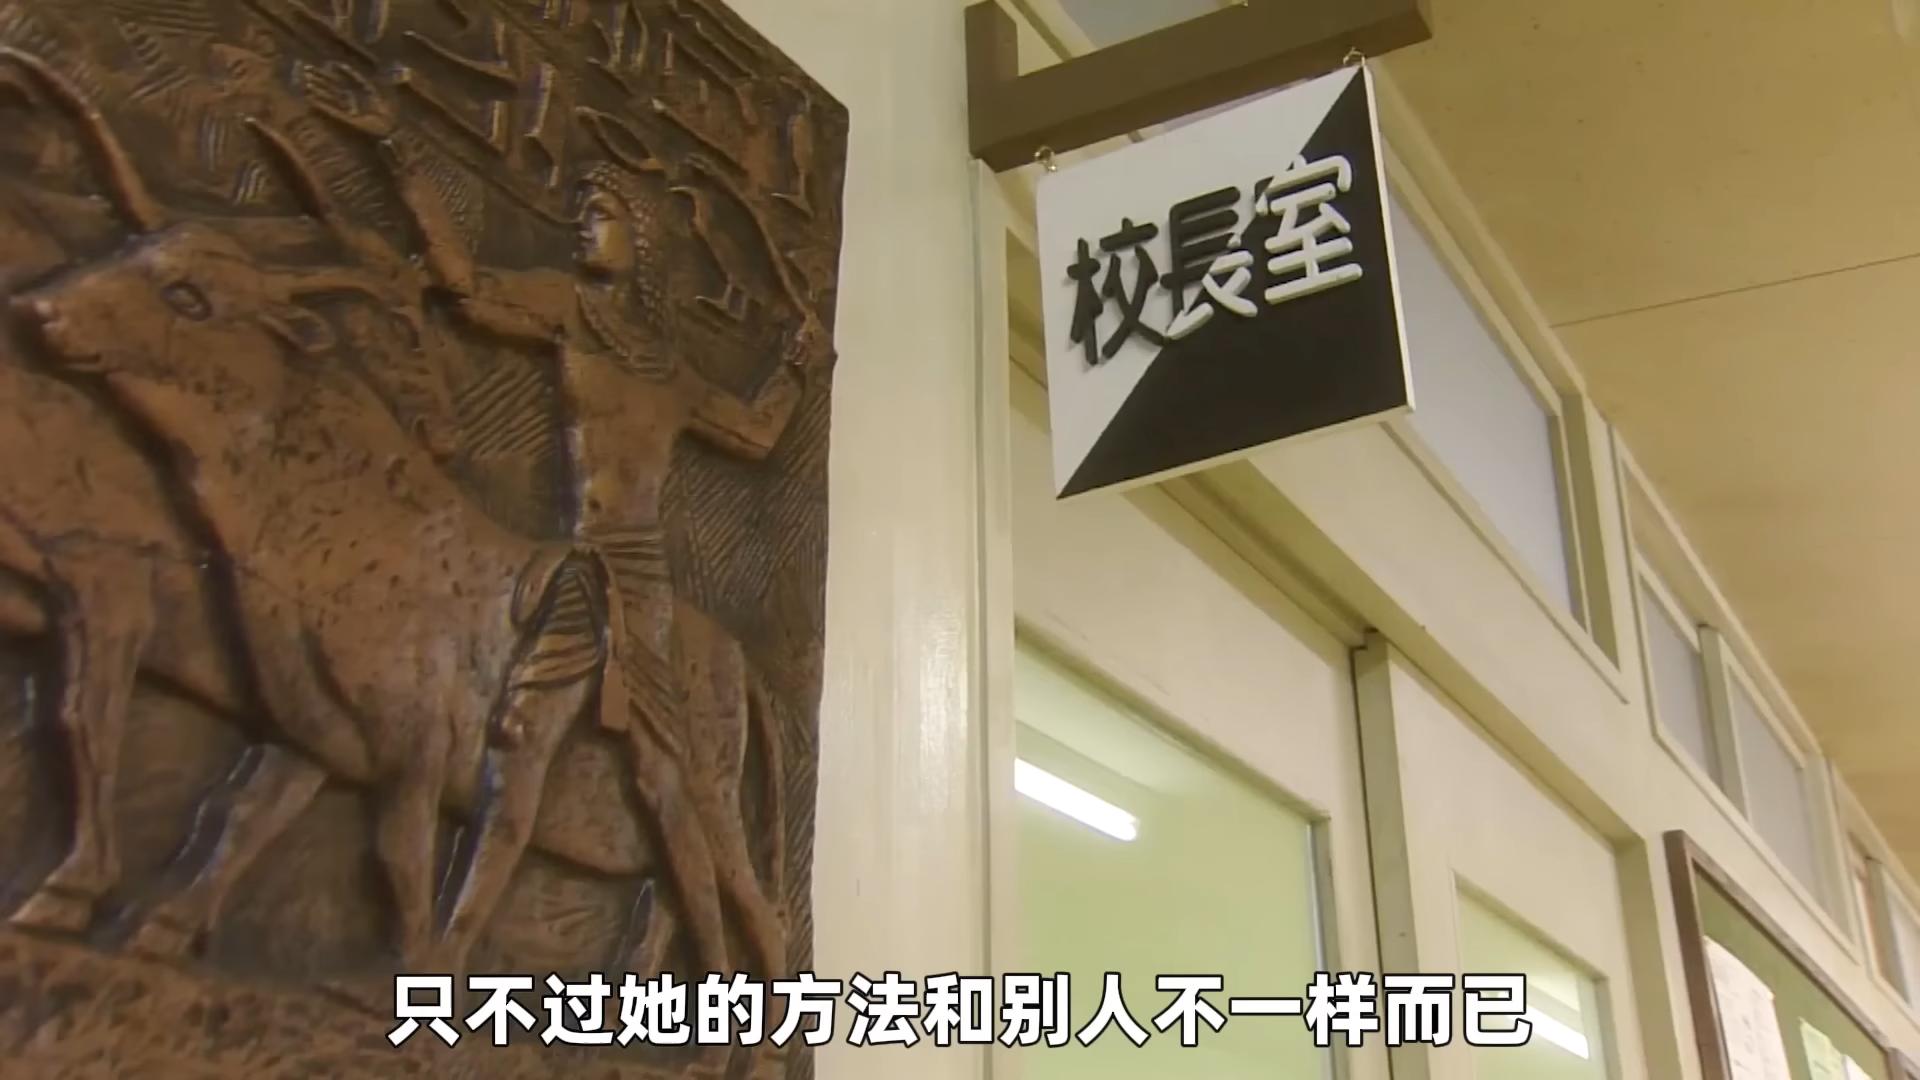 校長室
只不过她的方法和别人不一样而已